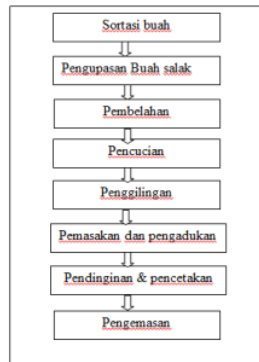 Sortasi buah
Pengupasan Buah salak
Pembelahan
Pencucian
Penggilingan
Pemasakan dan pengadukan
Pendinginan & pencetakan
Pengemasan